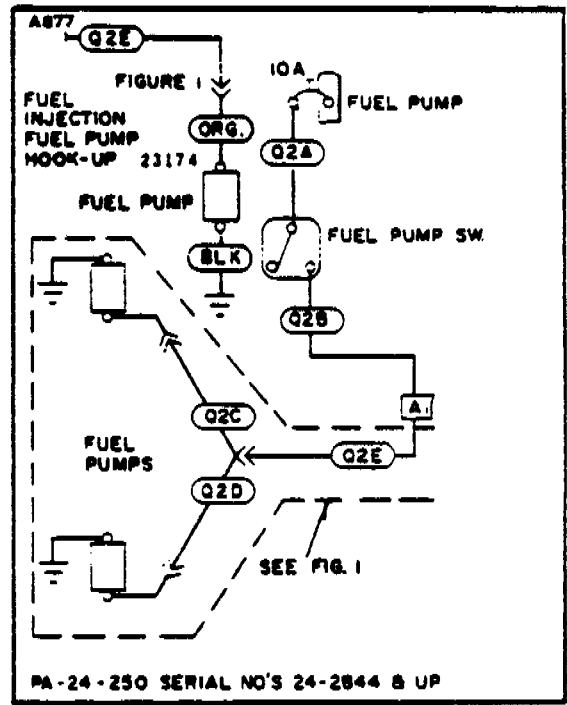 A877
Q2E
FIGURE 1
10A.
FUEL PUMP
FUEL
INJECTION
FUEL PUMP
HOOK-UP 23174
ORG.
Q2A
FUEL PUMP
FUEL PUMP SW.
BLK
Q2B
A1
Q2C
FUEL
PUMPS
Q2E
Q2D
SEE FIG. 1
PA-24-250 SERIAL NO'S 24-2844 & UP